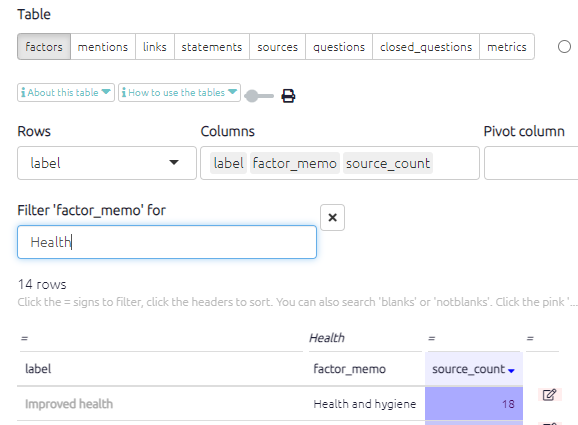 Table
factors mentions links statements sources questions closed_questions metrics
About this table How to use the tables
Rows Columns Pivot column
label label factor_memo source_count
Filter 'factor_memo' for
Health
14 rows
Click the = signs to filter, click the headers to sort. You can also search 'blanks' or 'notblanks'. Click the pink '...
= Health = =
label factor_memo source_count
Improved health Health and hygiene 18